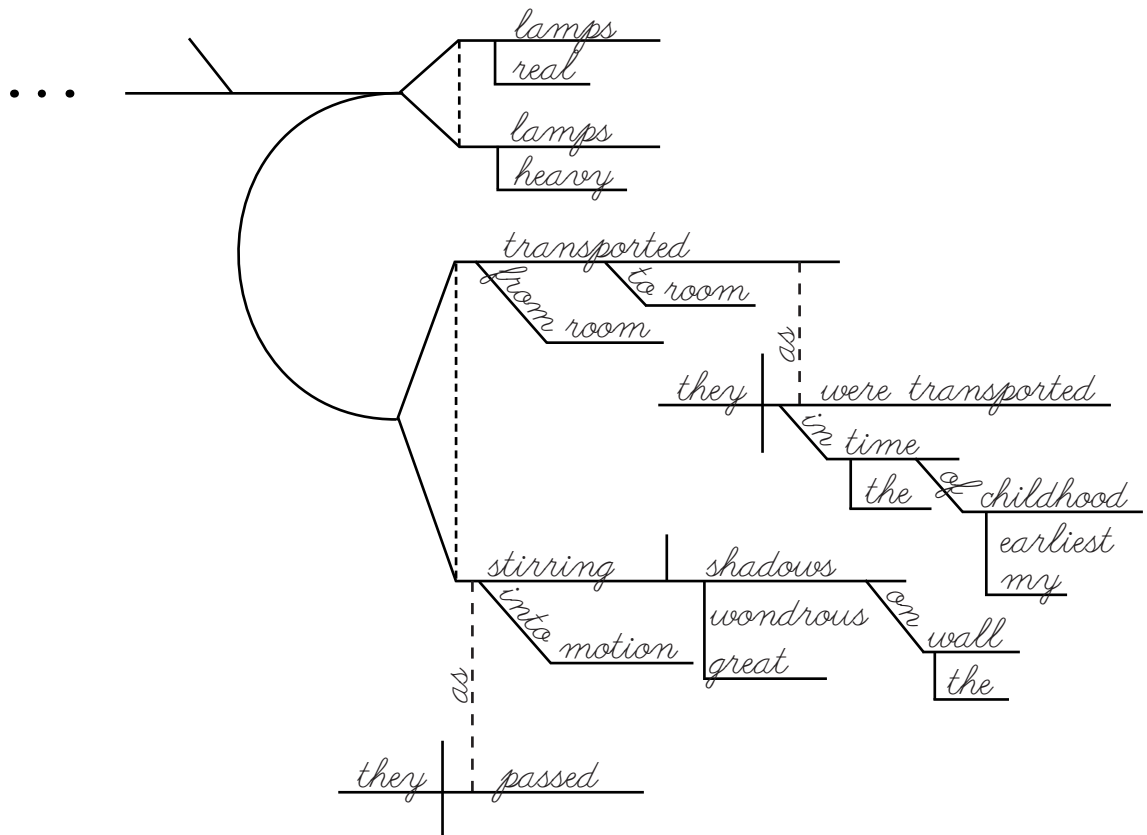 lamps
real
lamps
heavy
transported
from room
to room
as
they were transported
in time
the
of childhood
earliest
my
stirring shadows
into motion
wondrous
great
on wall
the
as
they passed